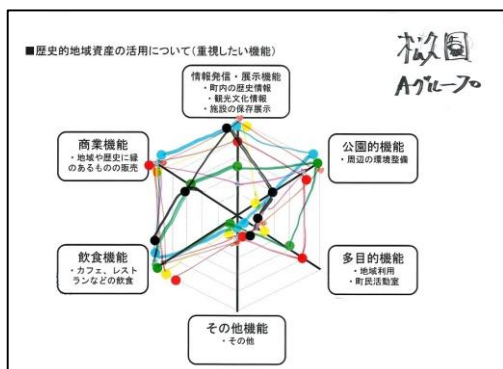 ■歴史的地域資産の活用について(重視したい機能)
松久園
Aグループ
情報発信・展示機能
・町内の歴史情報
・観光文化情報
・施設の保存展示
商業機能
・地域や歴史に縁
のあるものの販売
公園的機能
・周辺の環境整備
飲食機能
・カフェ、レスト
ランなどの飲食
多目的機能
・地域利用
・町民活動室
その他機能
・その他